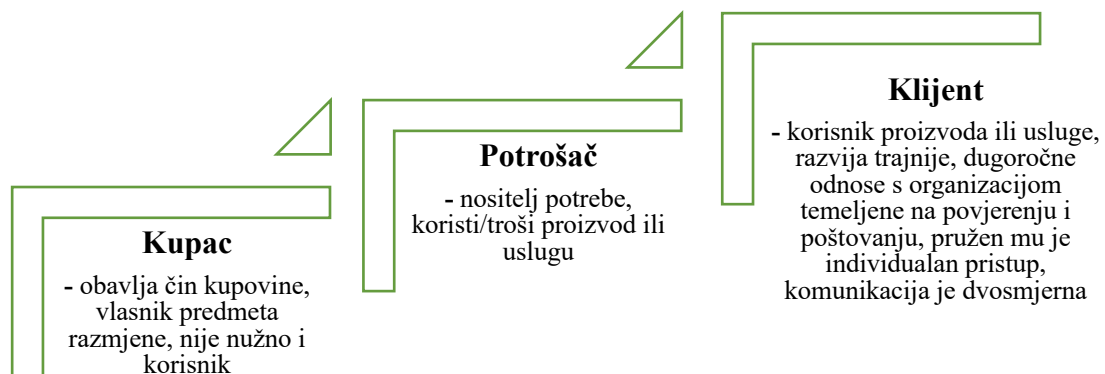 Kupac
- obavlja čin kupovine,
vlasnik predmeta
razmjene, nije nužno i
korisnik
Potrošač
- nositelj potrebe,
koristi/troši proizvod ili
uslugu
Klijent
- korisnik proizvoda ili usluge,
razvija trajnije, dugoročne
odnose s organizacijom
temeljene na povjerenju i
poštovanju, pružen mu je
individualan pristup,
komunikacija je dvosmjerna